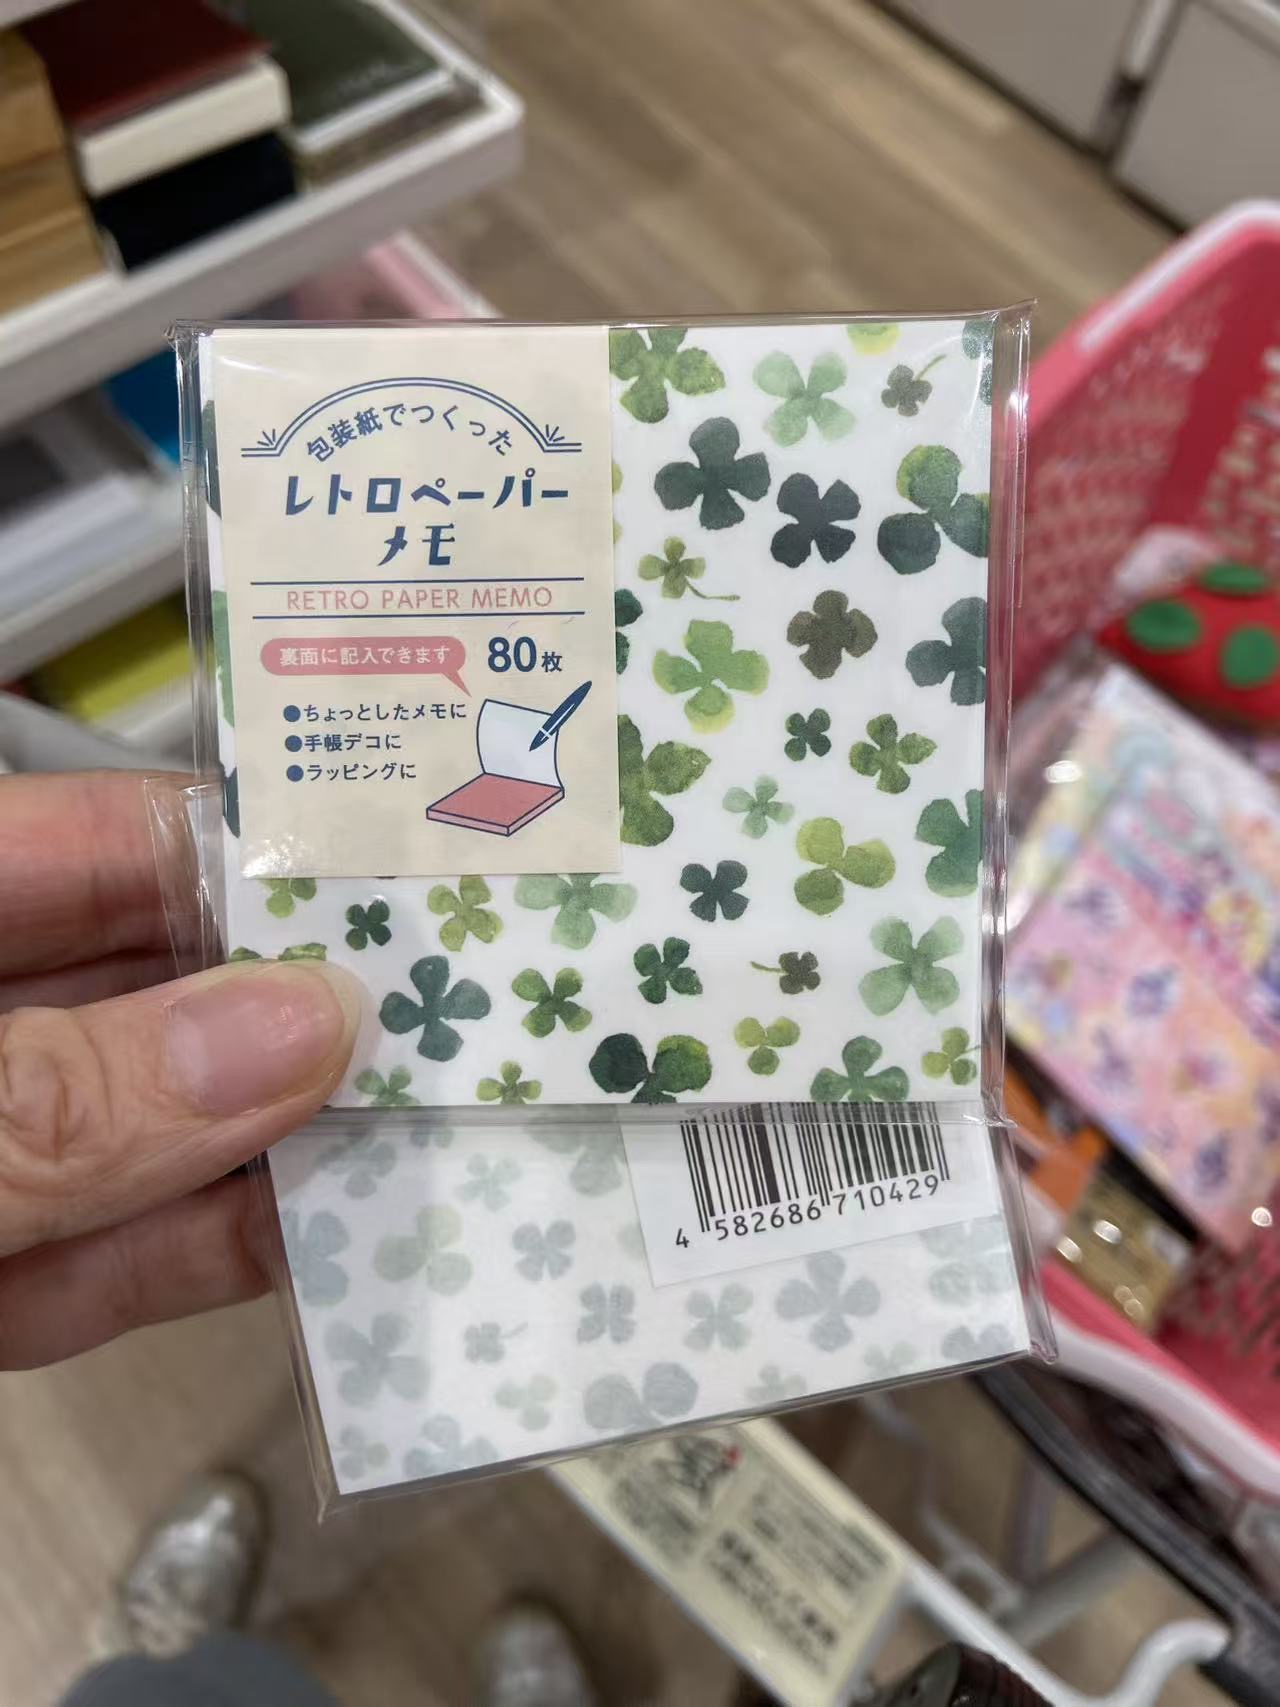 包装紙でつくった
レトロペーパー
メモ
RETRO PAPER MEMO
裏面に記入できます
80枚
●ちょっとしたメモに
●手帳デコに
●ラッピングに
4 582686 710429